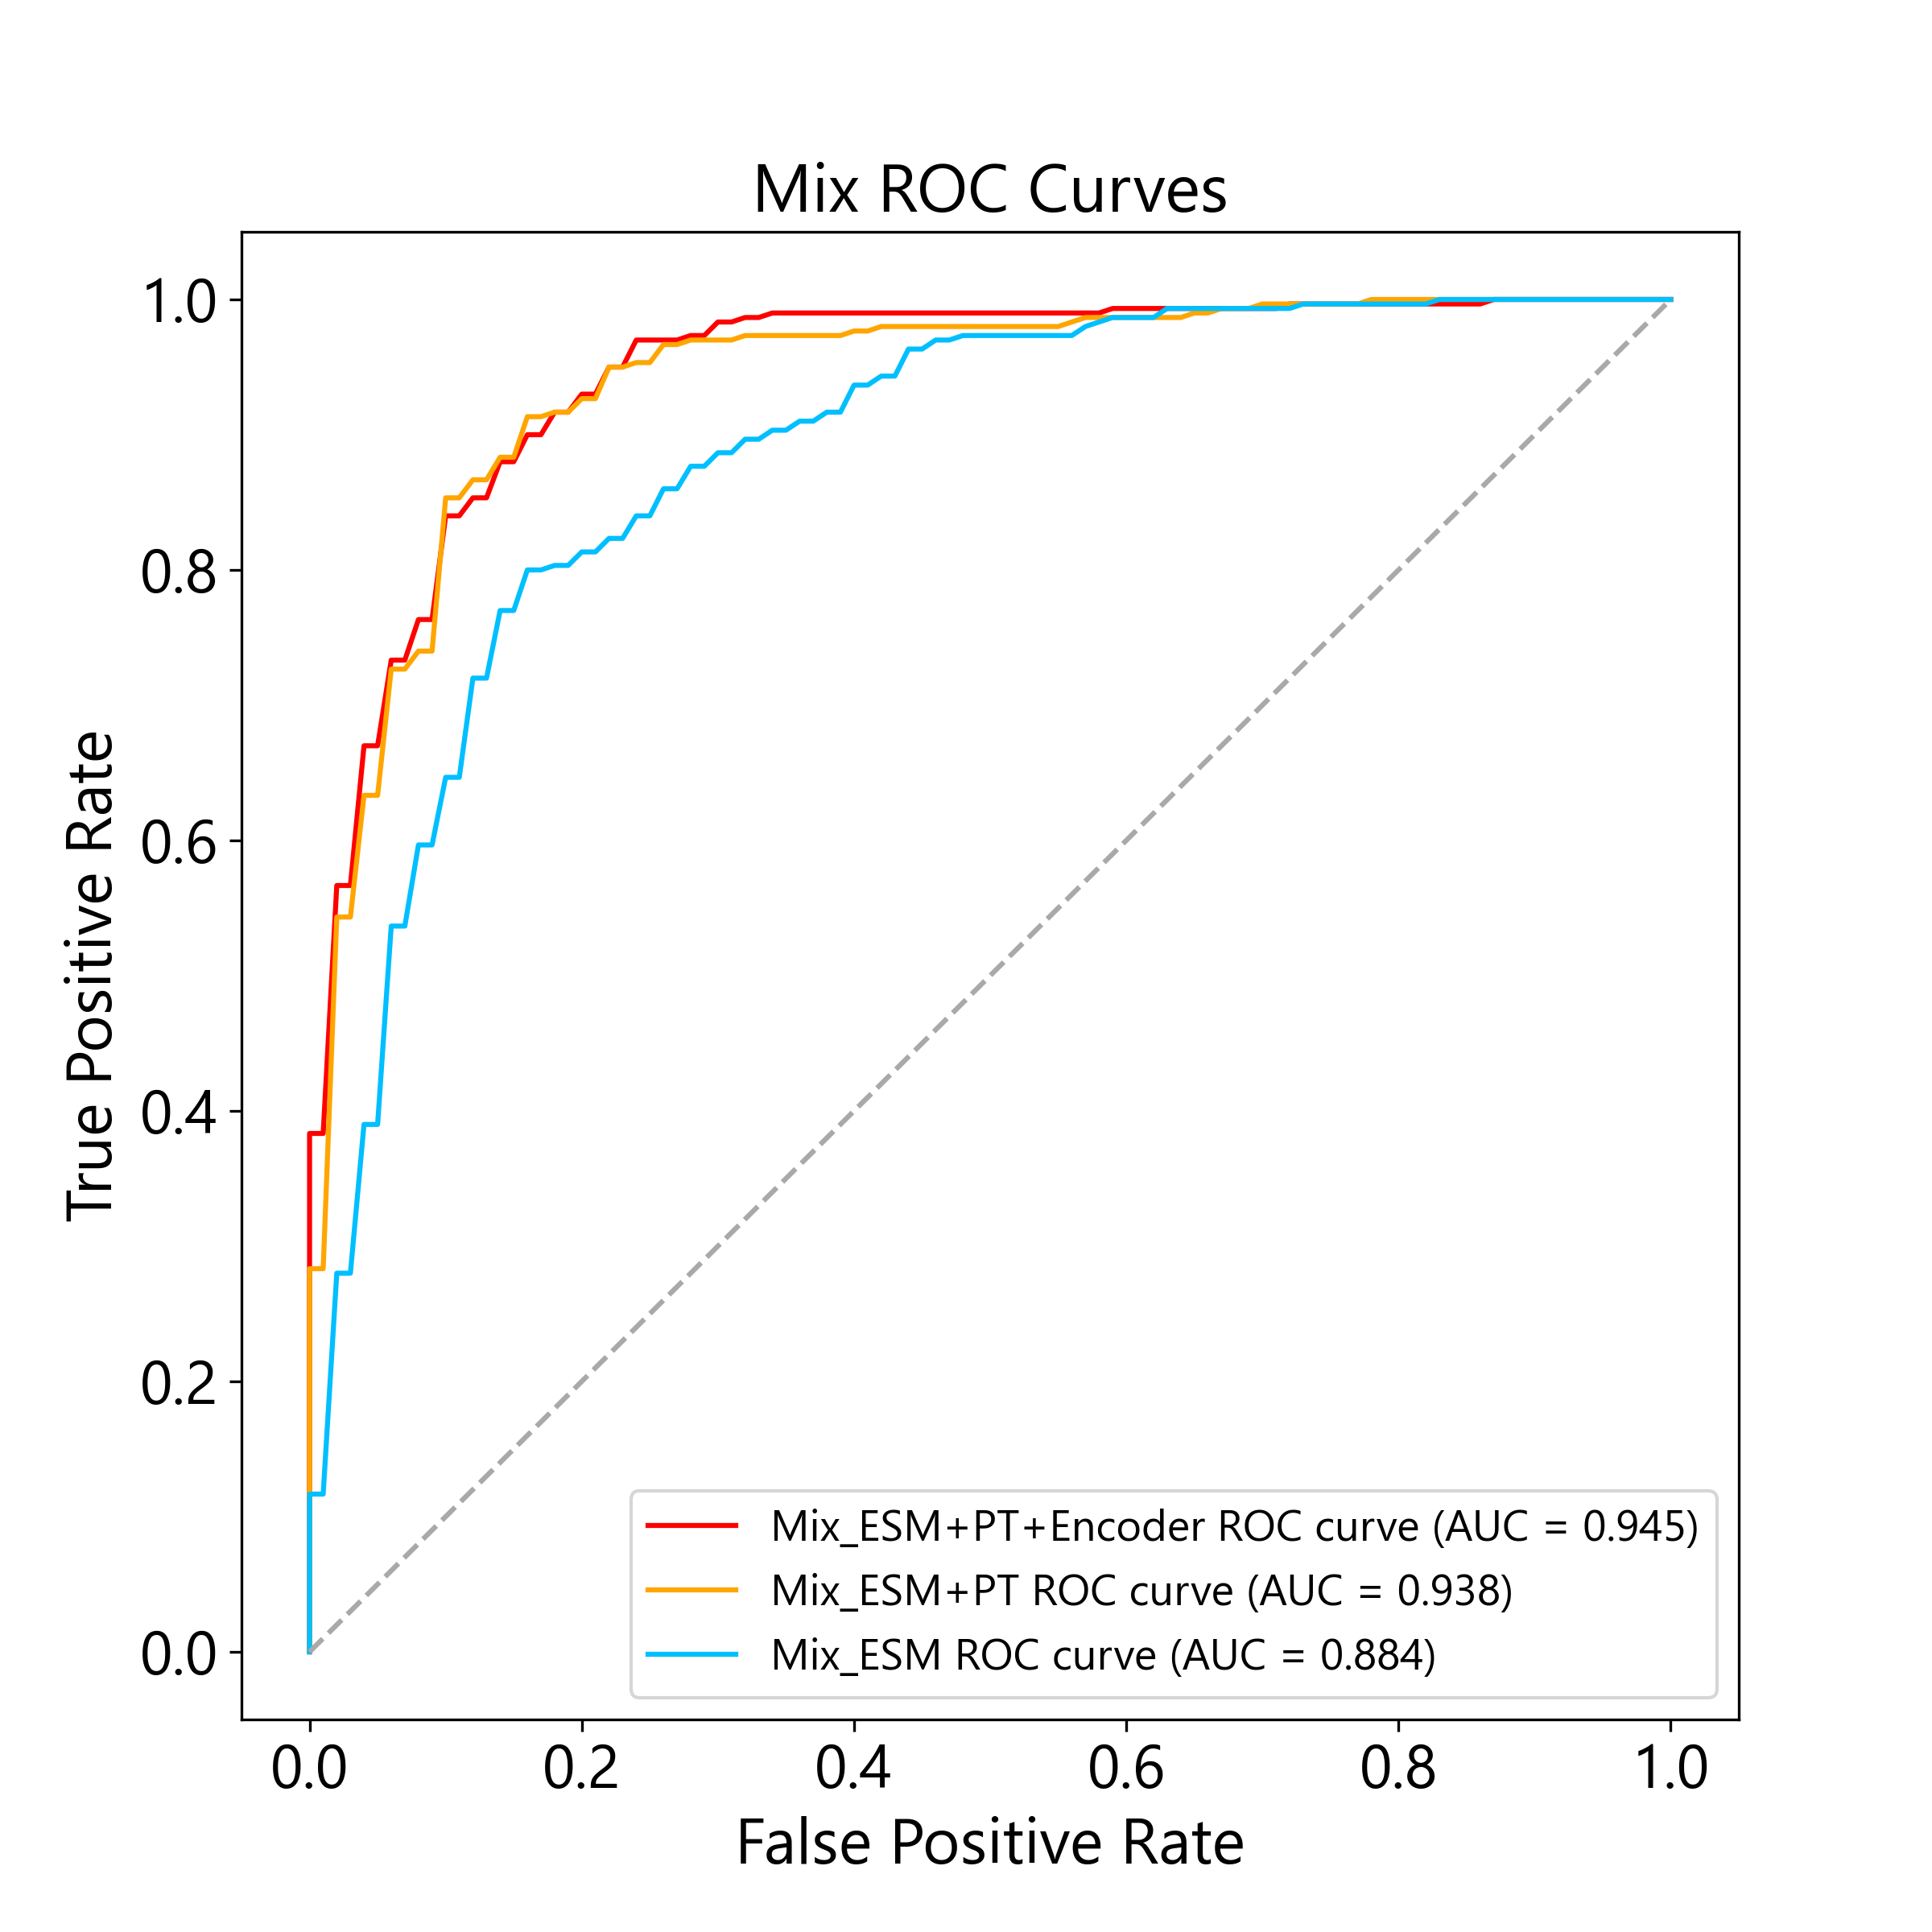 Mix ROC Curves
1.0
0.8
0.6
0.4
0.2
0.0
True Positive Rate
Mix_ESM+PT+Encoder ROC curve (AUC = 0.945)
Mix_ESM+PT ROC curve (AUC = 0.938)
Mix_ESM ROC curve (AUC = 0.884)
0.0 0.2 0.4 0.6 0.8 1.0
False Positive Rate